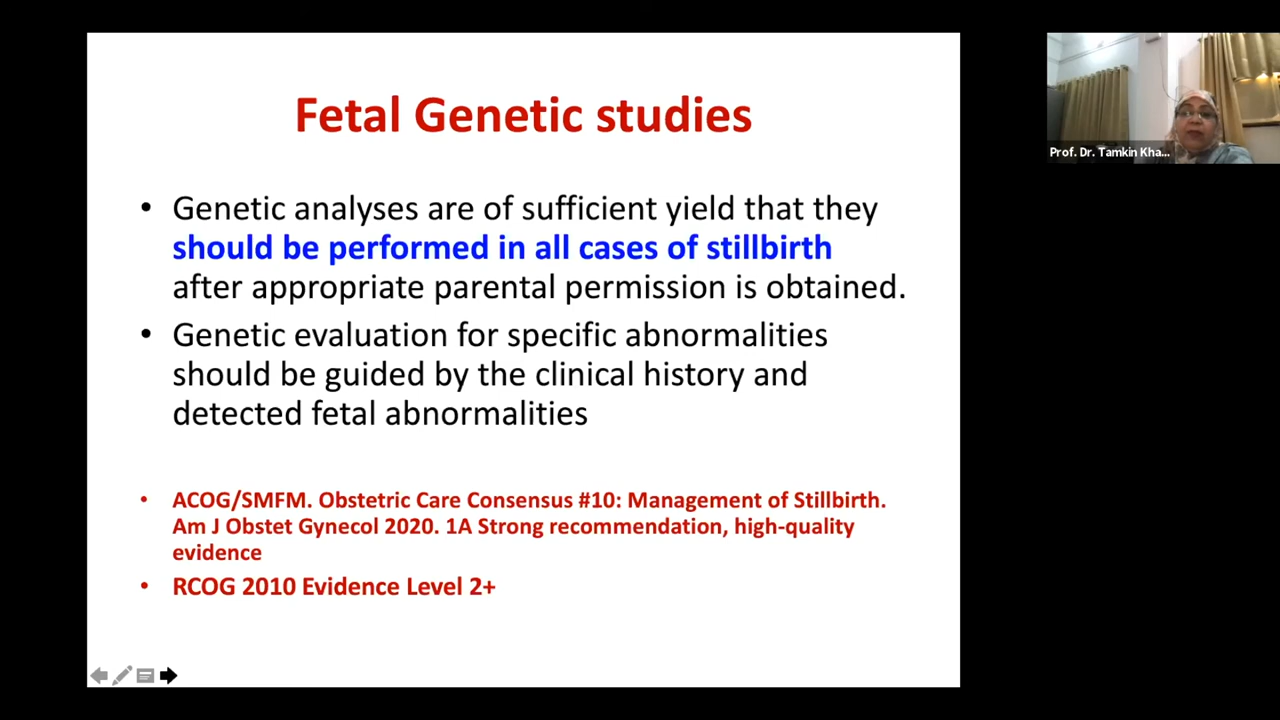 Fetal Genetic studies
• Genetic analyses are of sufficient yield that they
should be performed in all cases of stillbirth
after appropriate parental permission is obtained.
• Genetic evaluation for specific abnormalities
should be guided by the clinical history and
detected fetal abnormalities
• ACOG/SMFM. Obstetric Care Consensus #10: Management of Stillbirth.
Am J Obstet Gynecol 2020. 1A Strong recommendation, high-quality
evidence
• RCOG 2010 Evidence Level 2+
Prof. Dr. Tamkin Kha...